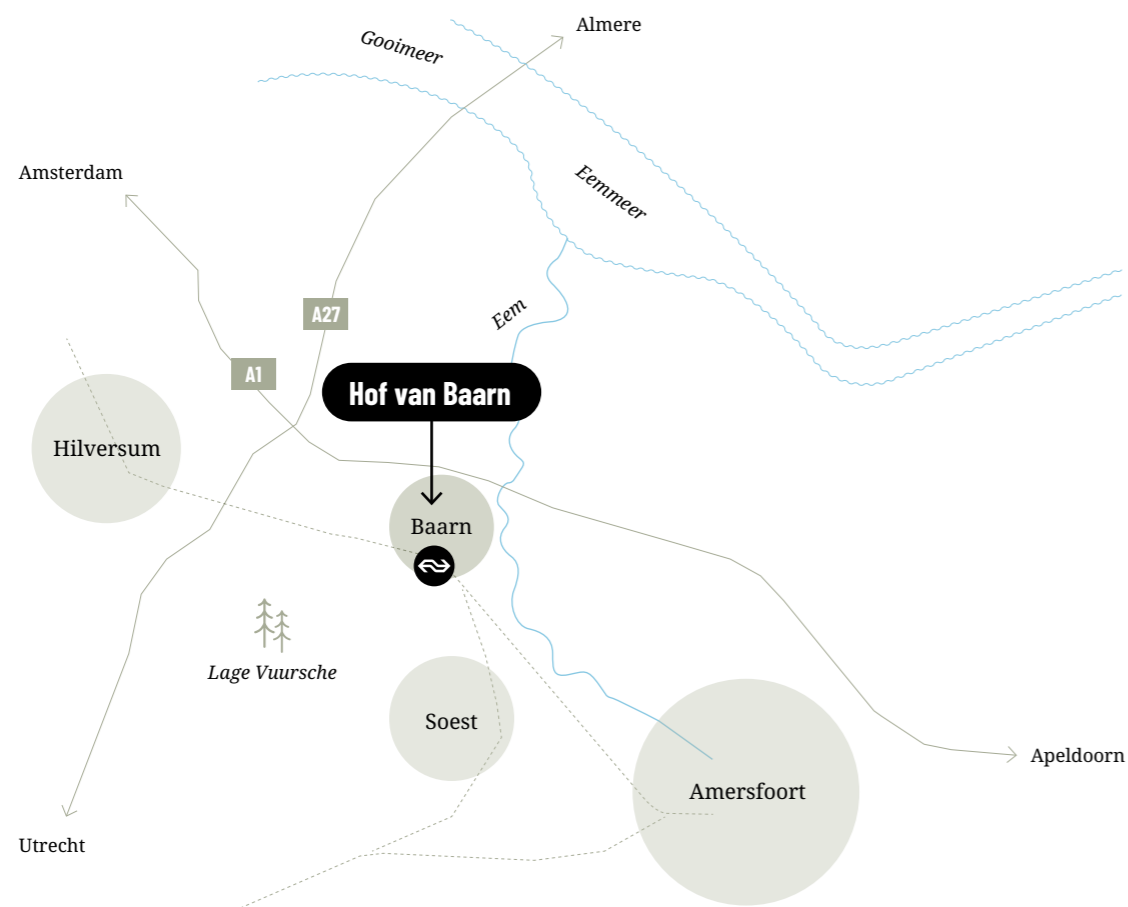 Almere
Gooimeer
Amsterdam
Eemmeer
A27
Eem
A1
Hof van Baarn
Hilversum
Baarn
Lage Vuursche
Soest
Apeldoorn
Amersfoort
Utrecht